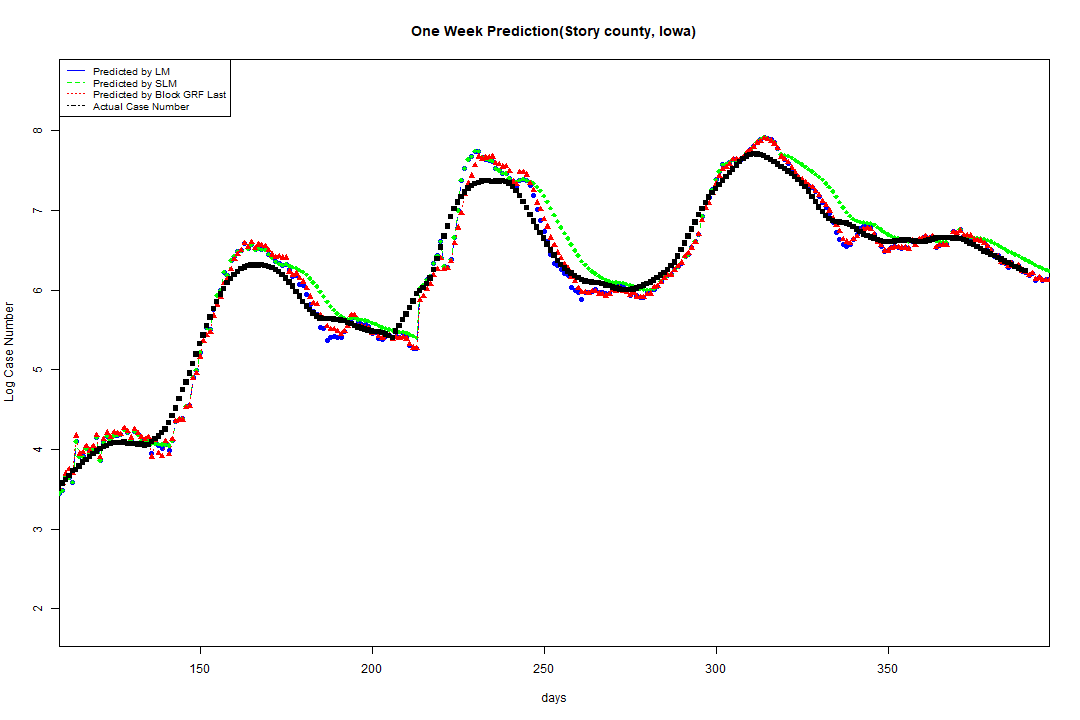 One Week Prediction(Story county, Iowa)
Predicted by LM
Predicted by SLM
Predicted by Block GRF Last
Actual Case Number
8
7
6
5
4
3
2
Log Case Number
150 200 250 300 350
days